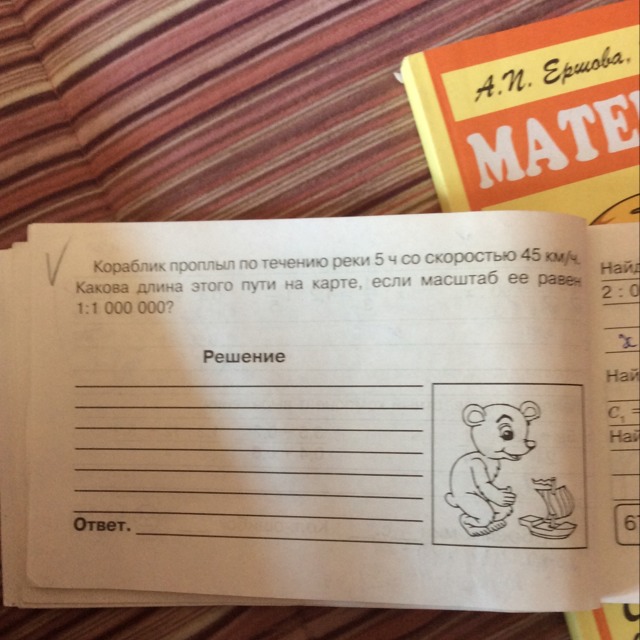 А.П. Ершова,
МАТЕ
Кораблик проплыл по течению реки 5 ч со скоростью 45 км/ч.
Какова длина этого пути на карте, если масштаб ее равен
1:1 000 000?
Решение
Ответ.
Найд
2 : 0
x
Най
С,
Най
6